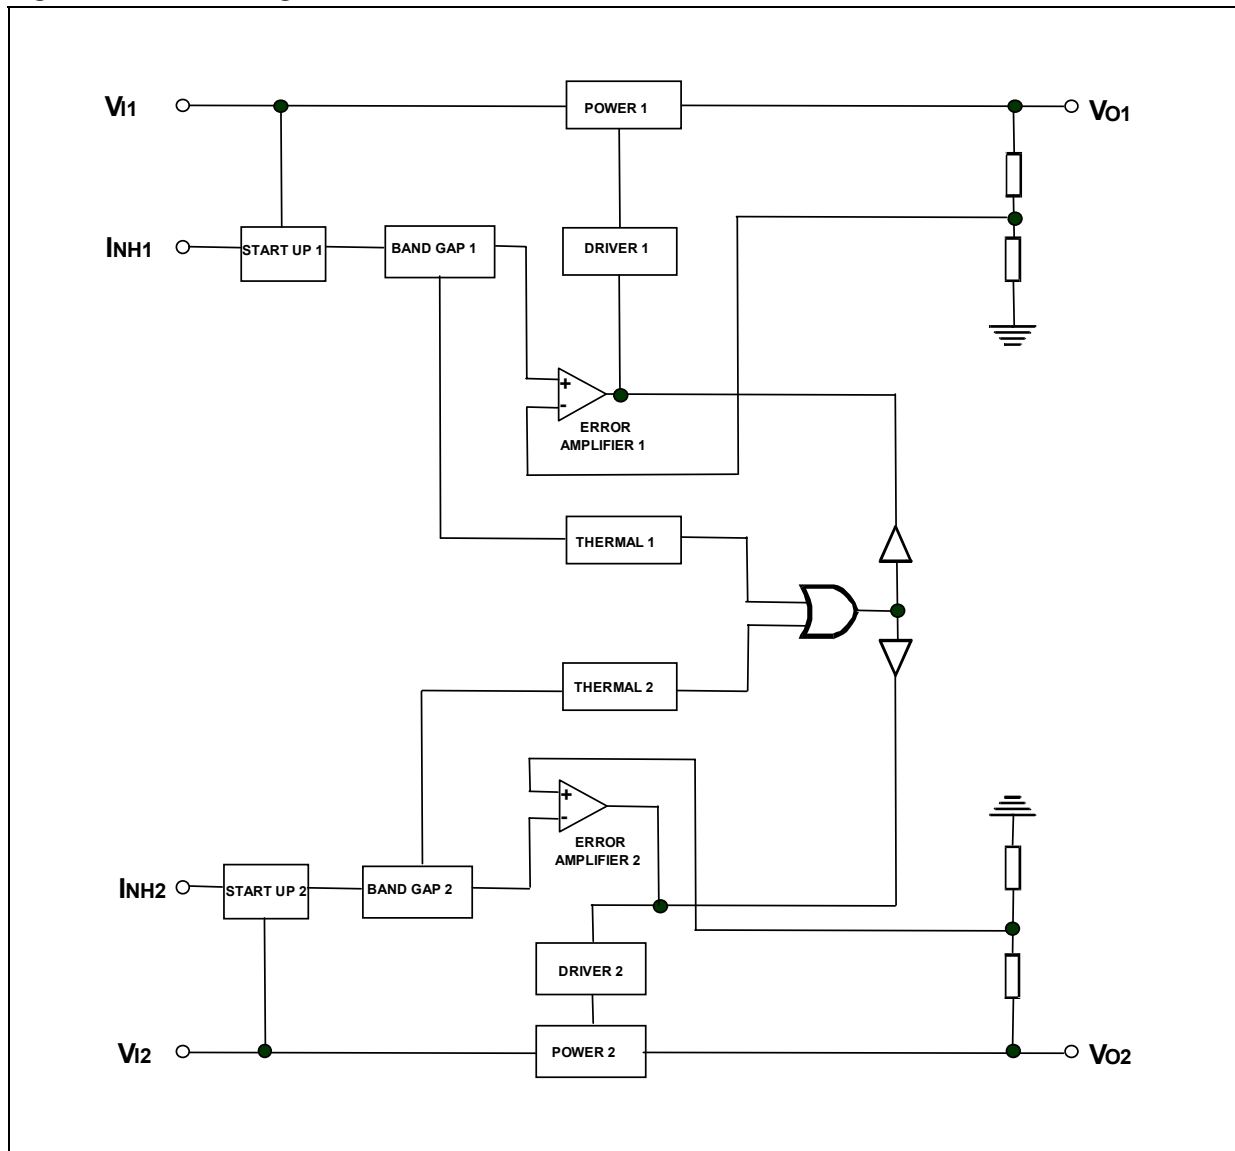 VI1
POWER 1
VO1
INH1
START UP 1
BAND GAP 1
DRIVER 1
+
-
ERROR
AMPLIFIER 1
THERMAL 1
THERMAL 2
+
-
ERROR
AMPLIFIER 2
INH2
START UP 2
BAND GAP 2
DRIVER 2
VI2
POWER 2
VO2